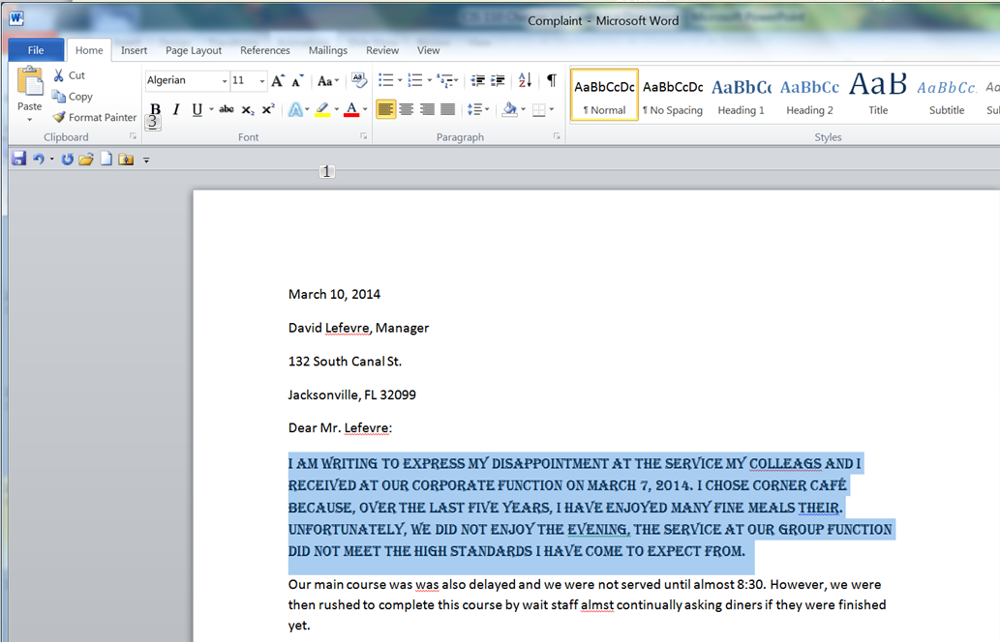 Complaint - Microsoft Word
File Home Insert Page Layout References Mailings Review View
Cut
Copy
Format Painter
Paste
Clipboard
Algerian 11 Aa
B I U abc x₂ x² A A
3
Font
Paragraph
AaBbCcDc AaBbCcDc AaBbC( AaBbCc AaB AaBbCc.
¶ Normal ¶ No Spacing Heading 1 Heading 2 Title Subtitle
Styles
1
March 10, 2014
David Lefevre, Manager
132 South Canal St.
Jacksonville, FL 32099
Dear Mr. Lefevre:
I AM WRITING TO EXPRESS MY DISAPPOINTMENT AT THE SERVICE MY COLLEAGS AND I
RECEIVED AT OUR CORPORATE FUNCTION ON MARCH 7, 2014. I CHOSE CORNER CAFÉ
BECAUSE, OVER THE LAST FIVE YEARS, I HAVE ENJOYED MANY FINE MEALS THEIR.
UNFORTUNATELY, WE DID NOT ENJOY THE EVENING, THE SERVICE AT OUR GROUP FUNCTION
DID NOT MEET THE HIGH STANDARDS I HAVE COME TO EXPECT FROM.
Our main course was was also delayed and we were not served until almost 8:30. However, we were
then rushed to complete this course by wait staff almst continually asking diners if they were finished
yet.